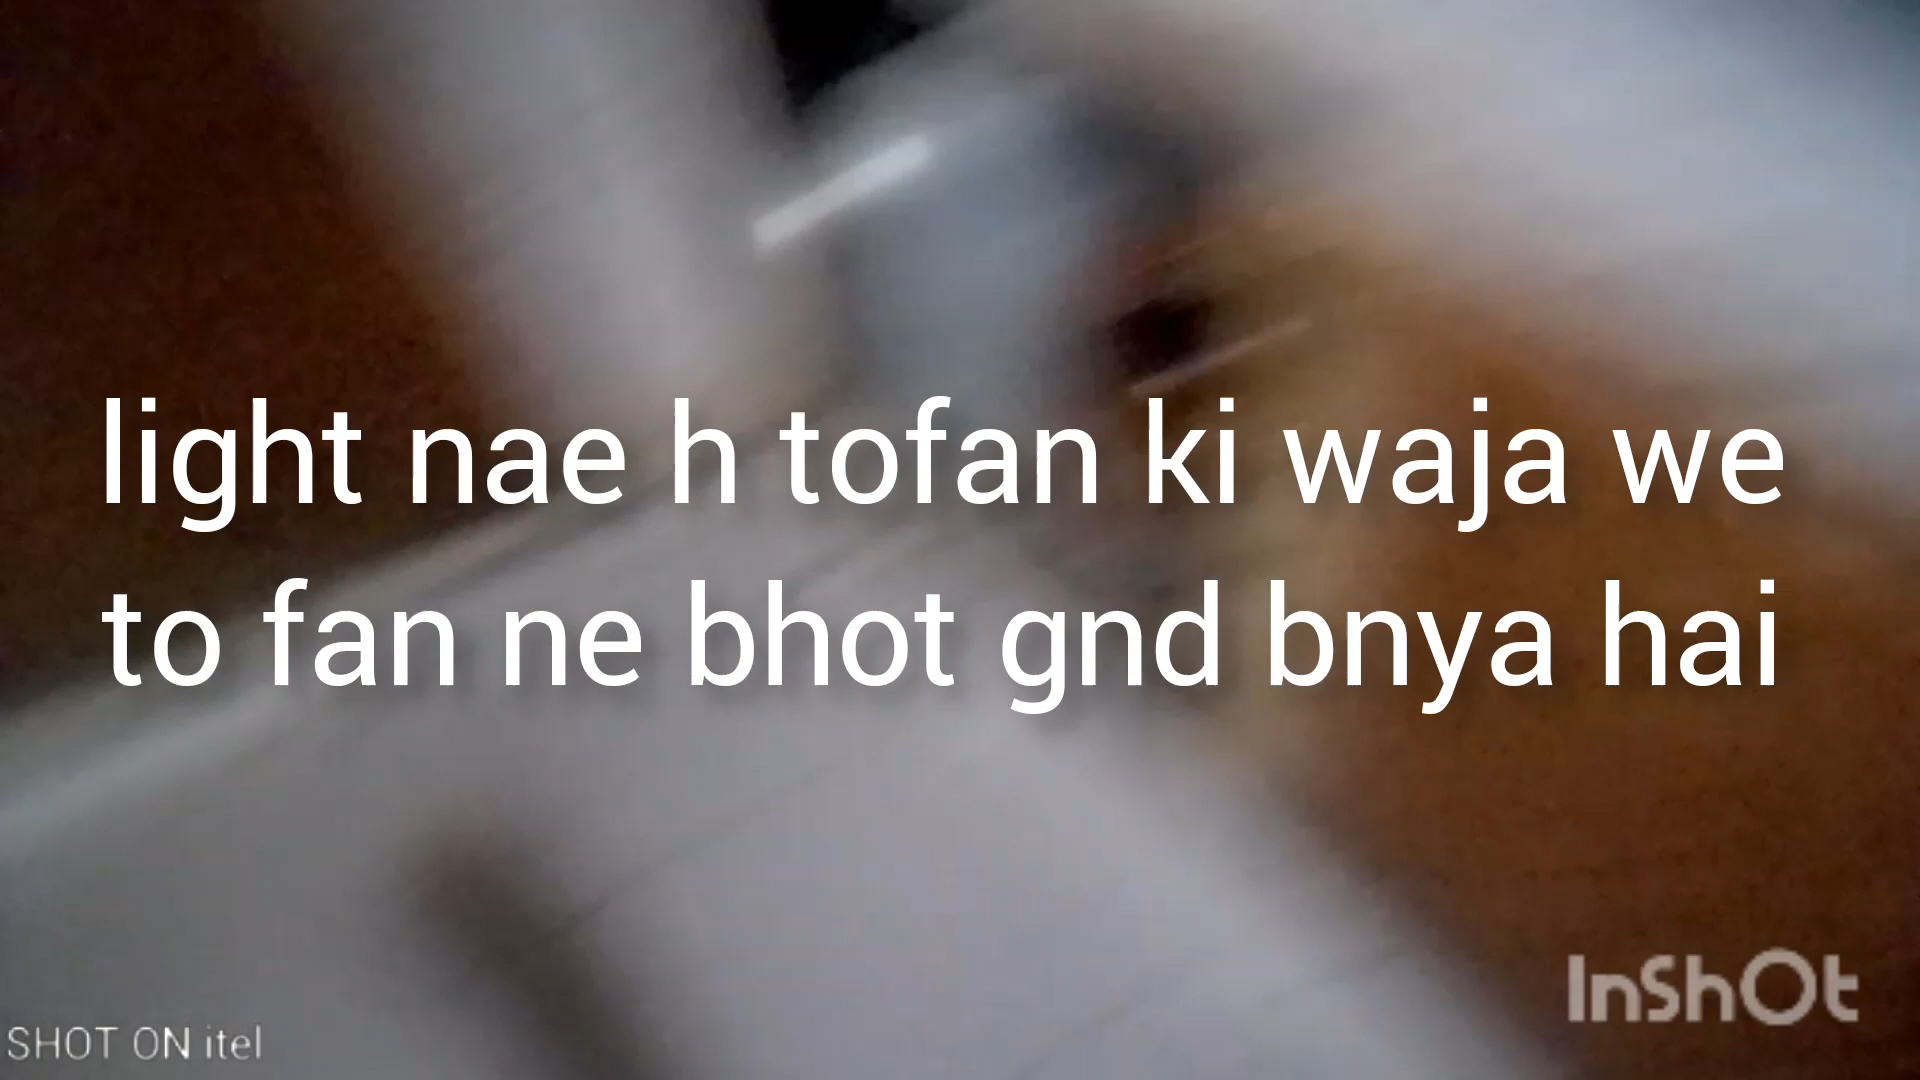 light nae h tofan ki waja we
to fan ne bhot gnd bnya hai
InShOt
SHOT ON itel